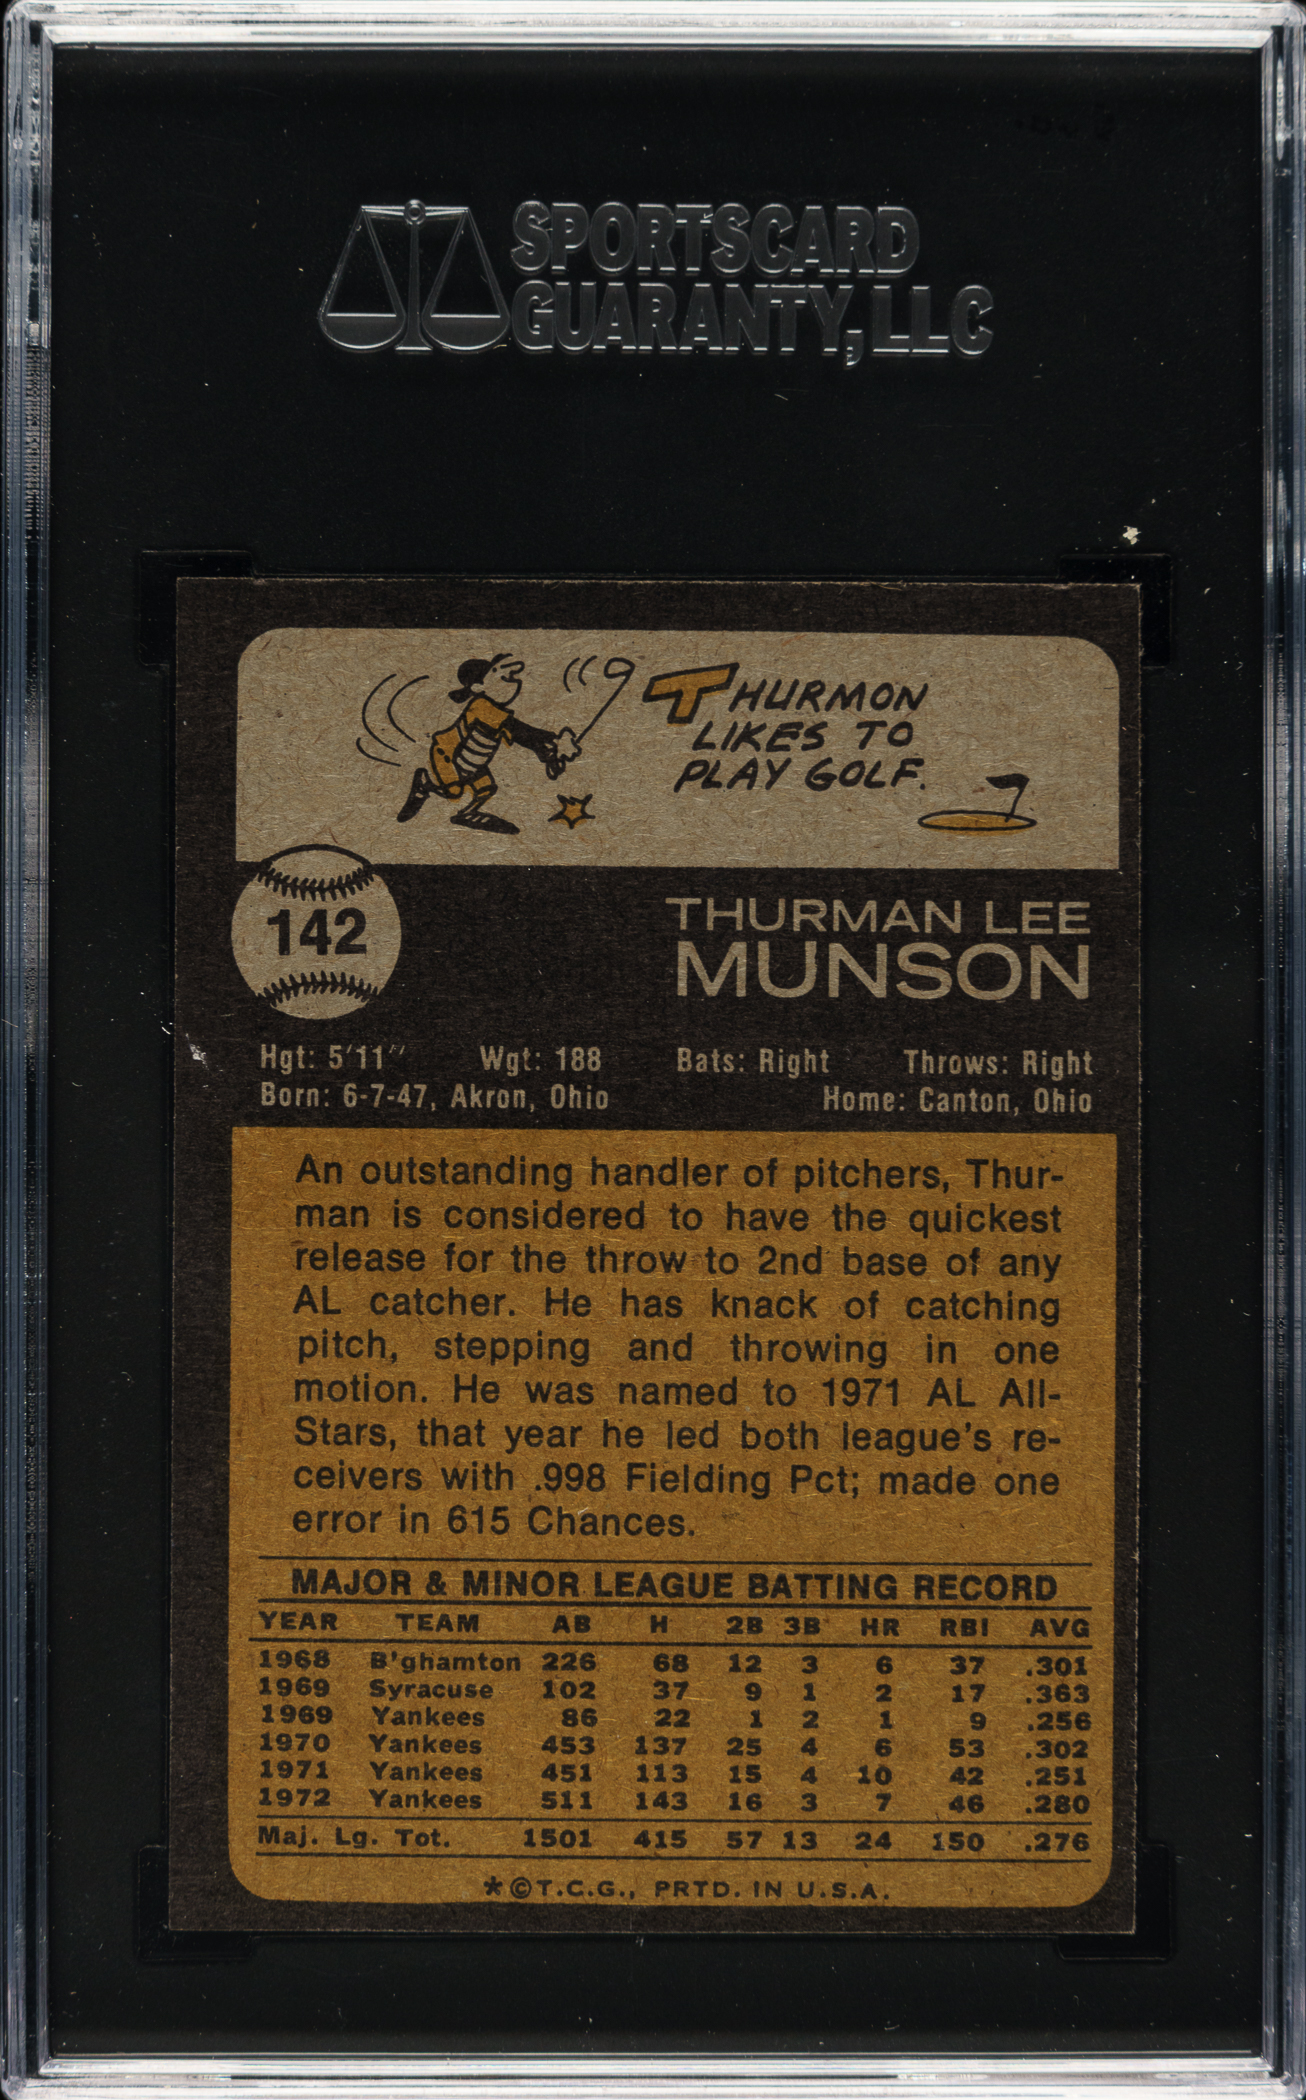 SPORTSCARD
GUARANTY, LLC
THURMON
LIKES TO
PLAY GOLF.
142
THURMAN LEE
MUNSON
Hgt: 5'11" Wgt: 188 Bats: Right Throws: Right
Born: 6-7-47, Akron, Ohio Home: Canton, Ohio
An outstanding handler of pitchers, Thur-
man is considered to have the quickest
release for the throw to 2nd base of any
AL catcher. He has knack of catching
pitch, stepping and throwing in one
motion. He was named to 1971 AL All-
Stars, that year he led both league's re-
ceivers with .998 Fielding Pct; made one
error in 615 Chances.
MAJOR & MINOR LEAGUE BATTING RECORD
YEAR TEAM AB H 2B 3B HR RBI AVG
1968 B'ghamton 226 68 12 3 6 37 .301
1969 Syracuse 102 37 9 1 2 17 .363
1969 Yankees 86 22 1 2 1 9 .256
1970 Yankees 453 137 25 4 6 53 .302
1971 Yankees 451 113 15 4 10 42 .251
1972 Yankees 511 143 16 3 7 46 .280
Maj. Lg. Tot. 1501 415 57 13 24 150 .276
*©T.C.G., PRTD. IN U.S.A.